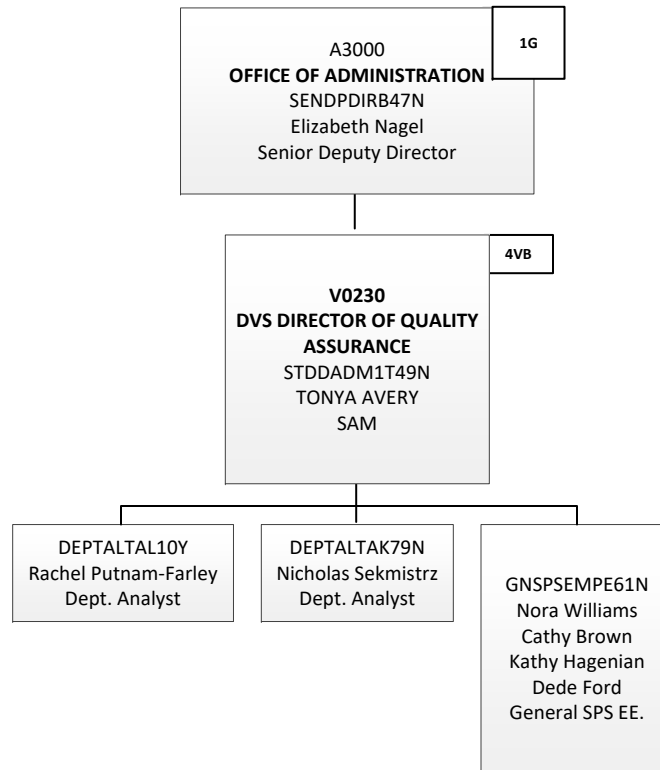 A3000
1G
OFFICE OF ADMINISTRATION
SENDPDIRB47N
Elizabeth Nagel
Senior Deputy Director
4VB
V0230
DVS DIRECTOR OF QUALITY
ASSURANCE
STDDADM1T49N
TONYA AVERY
SAM
DEPTALTAL10Y
Rachel Putnam-Farley
Dept. Analyst
DEPTALTAK79N
Nicholas Sekmistrz
Dept. Analyst
GNSPSEMPE61N
Nora Williams
Cathy Brown
Kathy Hagenian
Dede Ford
General SPS EE.